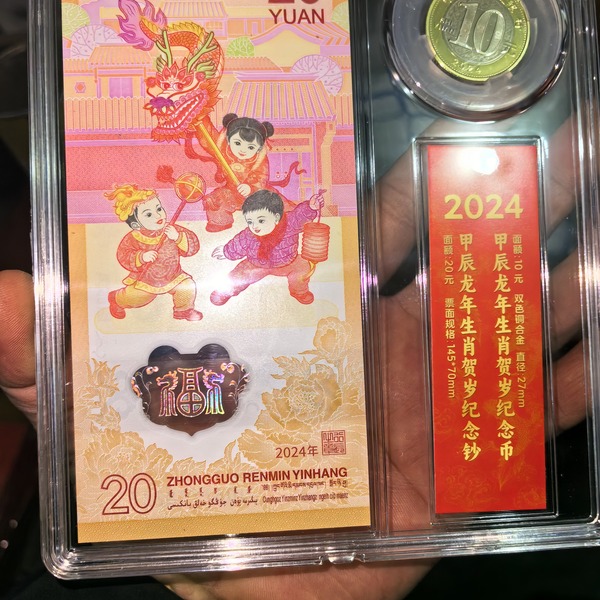 20
YUAN
10
2024
福
2024年
20
ZHONGGUO RENMIN YINHANG
2024
面额:10元 双色铜合金 直径:27mm
甲辰龙年生肖贺岁纪念币
甲辰龙年生肖贺岁纪念钞
面额:20元 票面规格 145*70mm